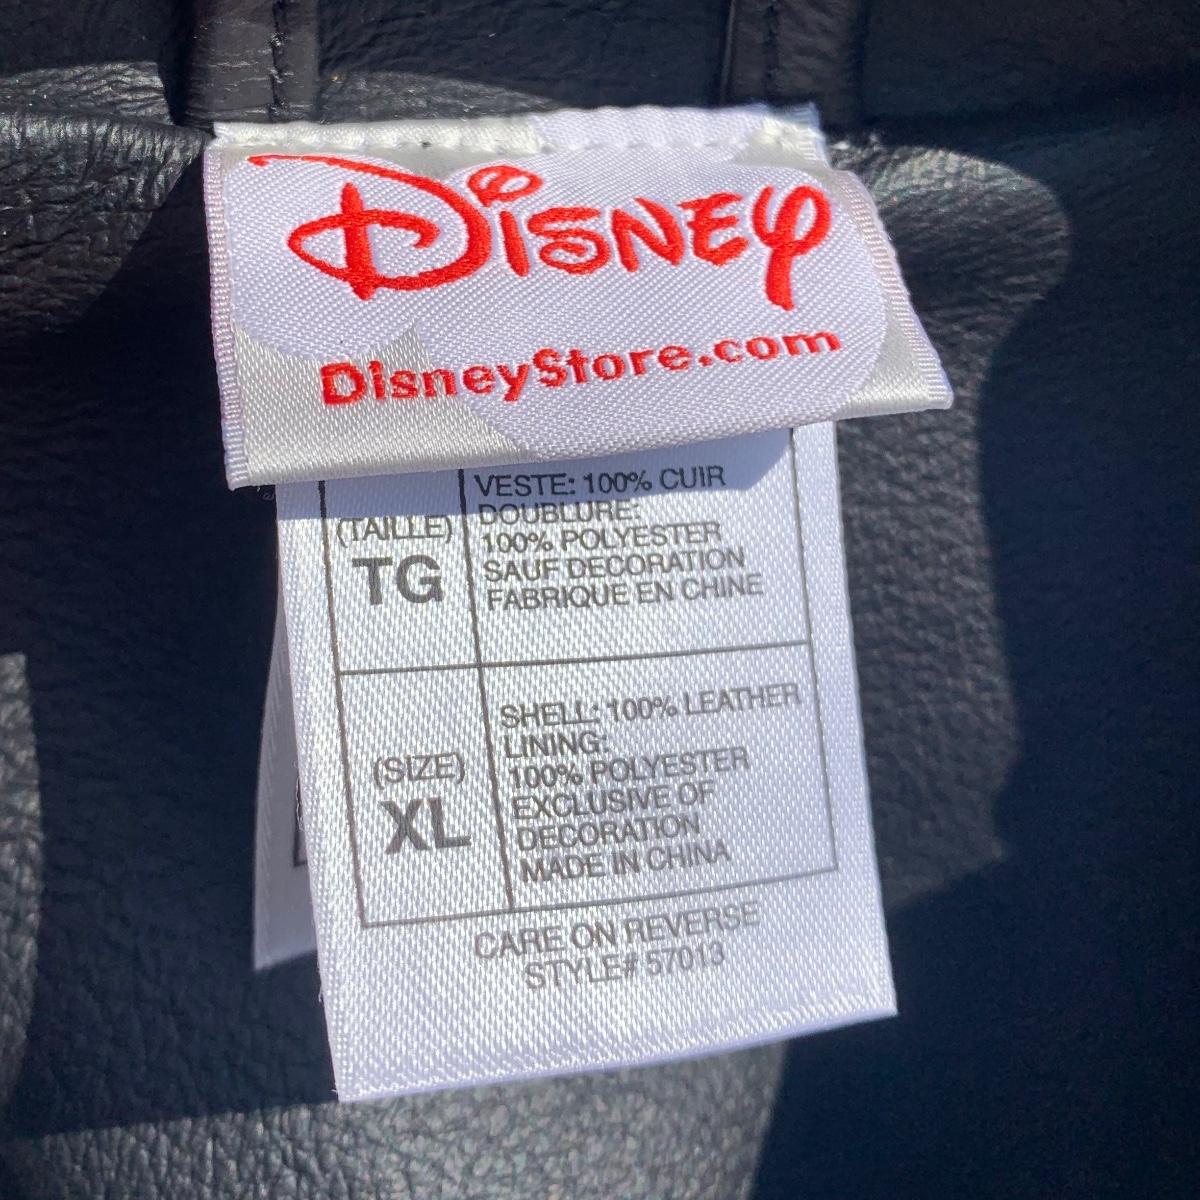 DISNEY
DisneyStore.com
(TAILLE)
TG
VESTE: 100% CUIR
DOUBLURE:
100% POLYESTER
SAUF DECORATION
FABRIQUE EN CHINE
(SIZE)
XL
SHELL: 100% LEATHER
LINING:
100% POLYESTER
EXCLUSIVE OF
DECORATION
MADE IN CHINA
CARE ON REVERSE
STYLE# 57013